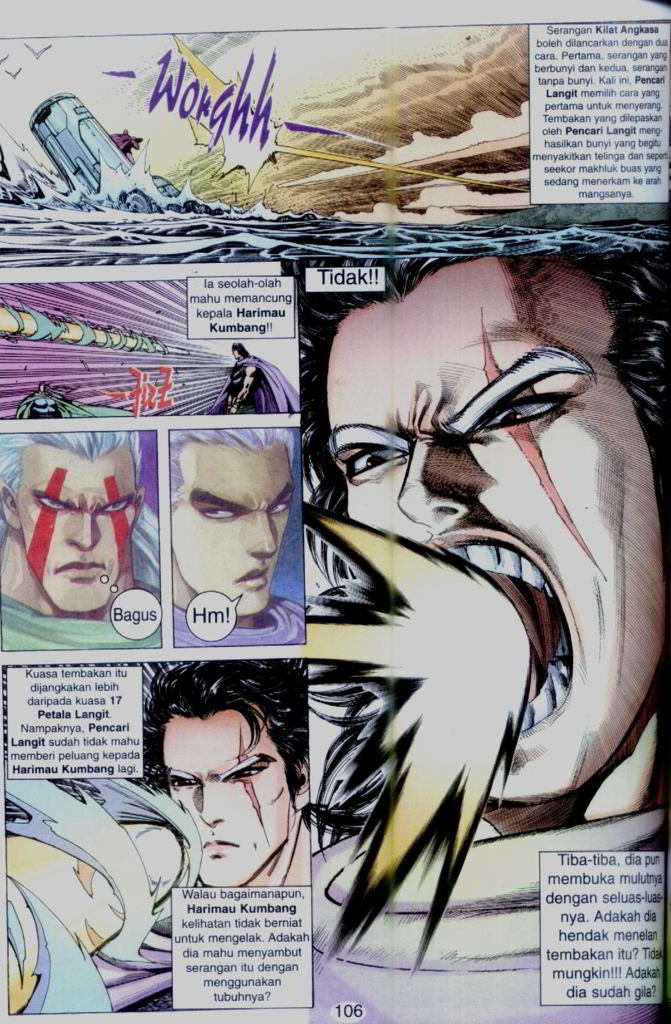 Serangan Kilat Angkasa
boleh dilancarkan dengan dua
cara. Pertama, serangan yang
berbunyi dan kedua, serangan
tanpa bunyi. Kali ini, Pencari
Langit memilih cara yang
pertama untuk menyerang.
Tembakan yang dilepaskan
oleh Pencari Langit meng-
hasilkan bunyi yang begitu
menyakitkan telinga dan seper
seekor makhluk buas yang
sedang menerkam ke arah
mangsanya.
Worghh
Ia seolah-olah
mahu memancung
kepala Harimau
Kumbang!!
Tidak!!
Bagus
Hm!
Kuasa tembakan itu
dijangkakan lebih
daripada kuasa 17
Petala Langit.
Nampaknya, Pencari
Langit sudah tidak mahu
memberi peluang kepada
Harimau Kumbang lagi.
Walau bagaimanapun,
Harimau Kumbang
kelihatan tidak berniat
untuk mengelak. Adakah
dia mahu menyambut
serangan itu dengan
menggunakan
tubuhnya?
Tiba-tiba, dia pun
membuka mulutnya
dengan seluas-luas-
nya. Adakah dia
hendak menelan
tembakan itu? Tidak
mungkin!!! Adakah
dia sudah gila?
106